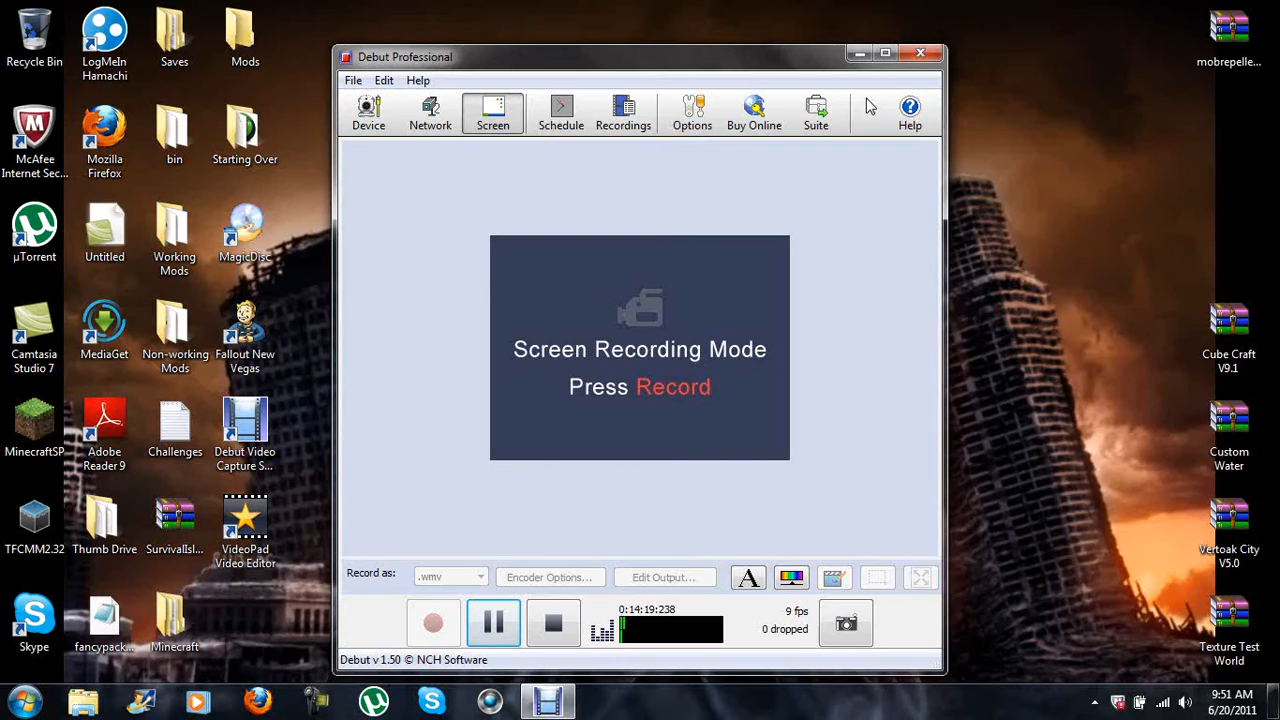 Recycle Bin
LogMeIn
Hamachi
Saves
Mods
McAfee
Internet Sec...
Mozilla
Firefox
bin
Starting Over
µTorrent
Untitled
Working
Mods
MagicDisc
Camtasia
Studio 7
MediaGet
Non-working
Mods
Fallout New
Vegas
MinecraftSP
Adobe
Reader 9
Challenges
Debut Video
Capture S...
TFCMM2.32
Thumb Drive
SurvivalIsl...
VideoPad
Video Editor
Skype
fancypack...
Minecraft
Debut Professional
File Edit Help
Device Network Screen Schedule Recordings Options Buy Online Suite Help
Screen Recording Mode
Press Record
Record as: .wmv Encoder Options... Edit Output... A
0:14:19:238
9 fps
0 dropped
Debut v 1.50 © NCH Software
mobrepelle...
Cube Craft
V9.1
Custom
Water
Vertoak City
V5.0
Texture Test
World
9:51 AM
6/20/2011